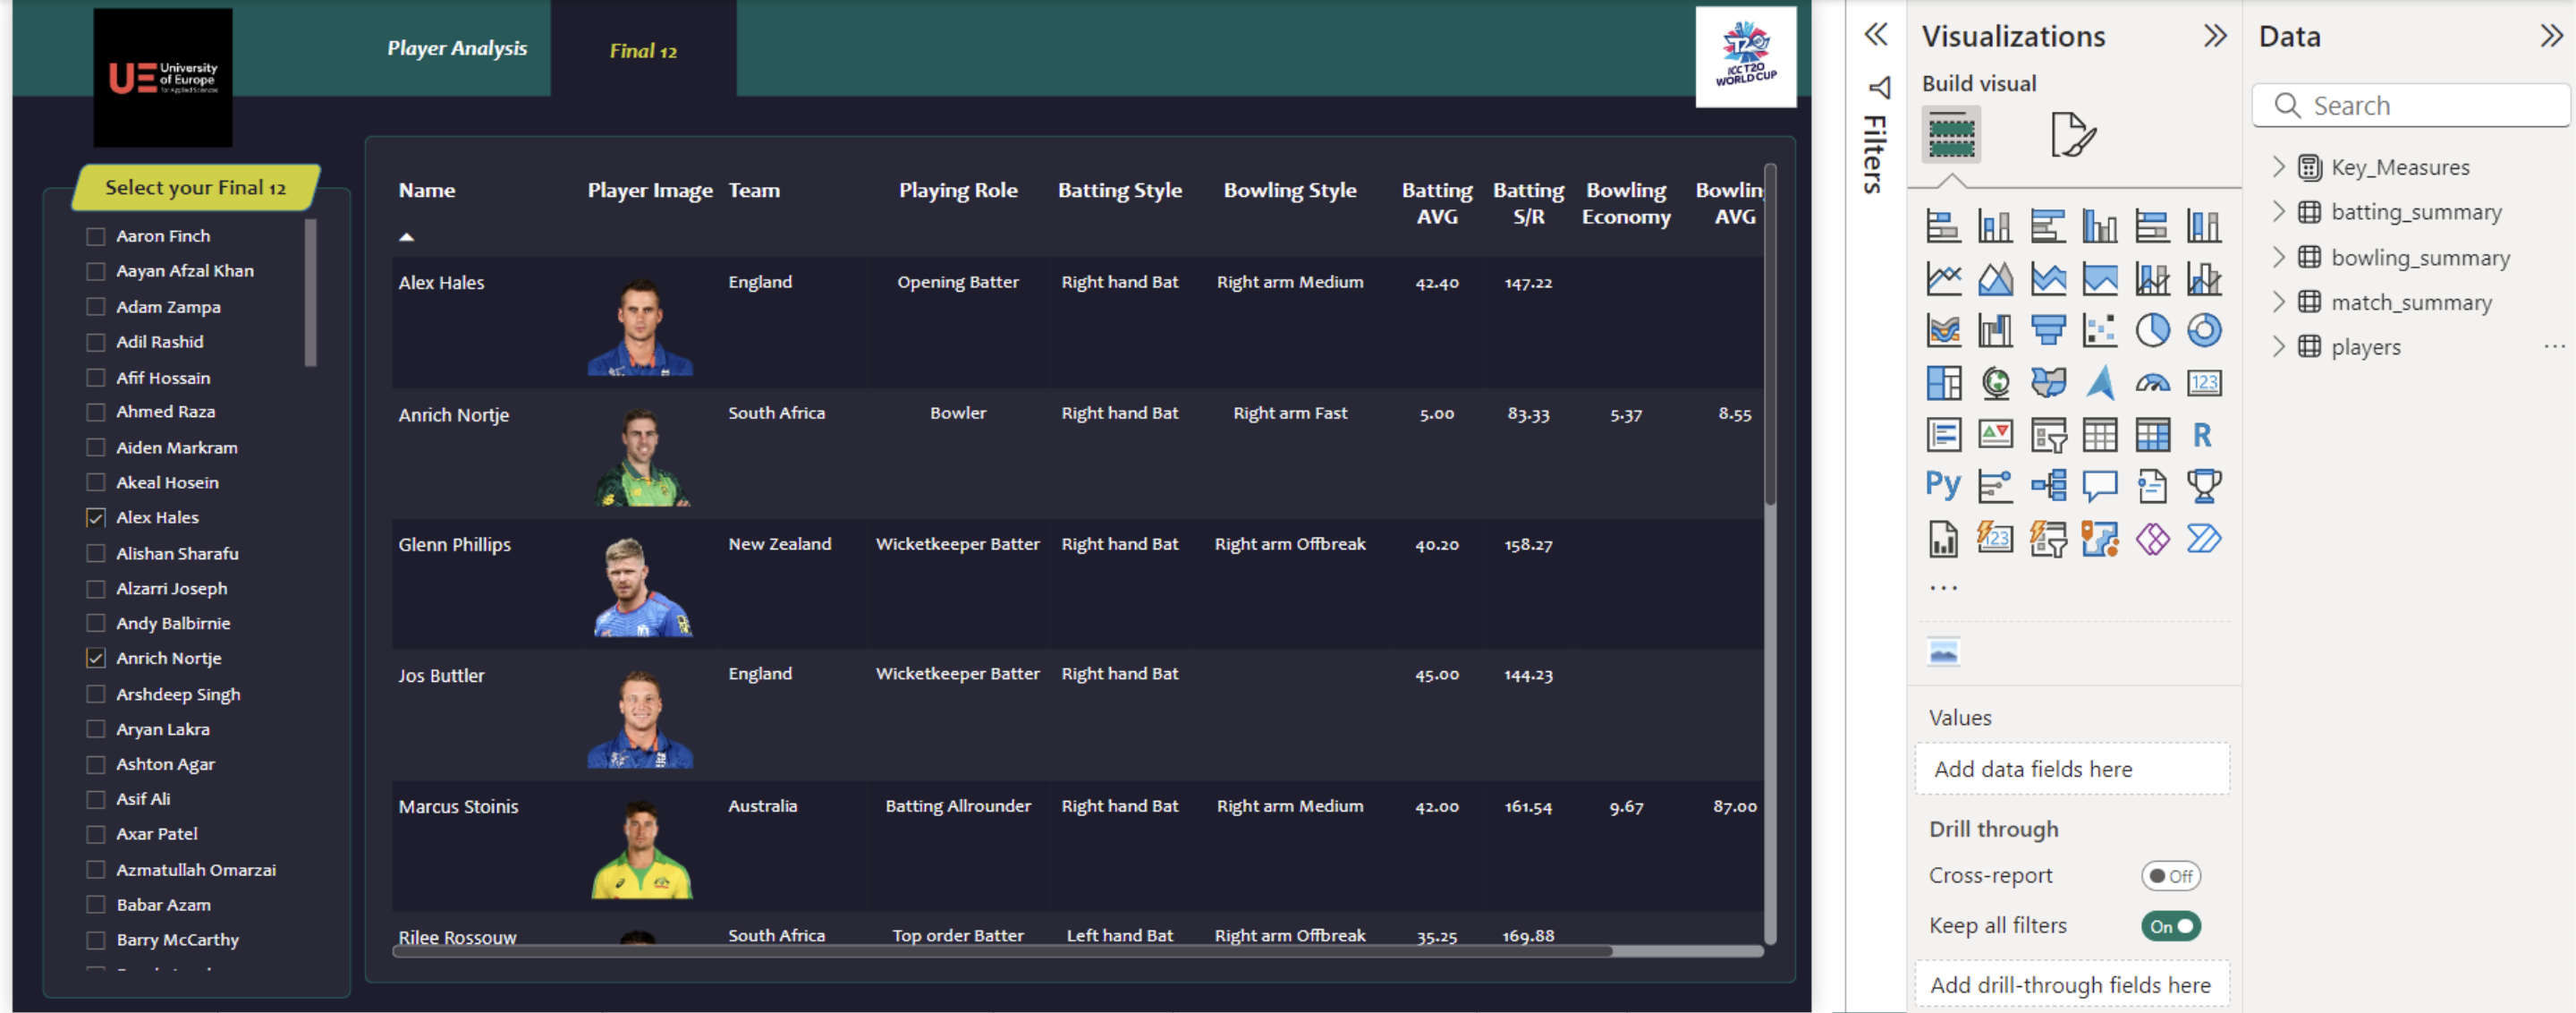 University
of Europe
for Applied Sciences
Player Analysis
Final 12
T20
ICC T20
WORLD CUP
Select your Final 12
Aaron Finch
Aayan Afzal Khan
Adam Zampa
Adil Rashid
Afif Hossain
Ahmed Raza
Aiden Markram
Akeal Hosein
Alex Hales
Alishan Sharafu
Alzarri Joseph
Andy Balbirnie
Anrich Nortje
Arshdeep Singh
Aryan Lakra
Ashton Agar
Asif Ali
Axar Patel
Azmatullah Omarzai
Babar Azam
Barry McCarthy
Name Player Image Team Playing Role Batting Style Bowling Style Batting AVG Batting S/R Bowling Economy Bowlin AVG
Alex Hales England Opening Batter Right hand Bat Right arm Medium 42.40 147.22
Anrich Nortje South Africa Bowler Right hand Bat Right arm Fast 5.00 83.33 5.37 8.55
Glenn Phillips New Zealand Wicketkeeper Batter Right hand Bat Right arm Offbreak 40.20 158.27
Jos Buttler England Wicketkeeper Batter Right hand Bat 45.00 144.23
Marcus Stoinis Australia Batting Allrounder Right hand Bat Right arm Medium 42.00 161.54 9.67 87.00
Rilee Rossouw South Africa Top order Batter Left hand Bat Right arm Offbreak 35.25 169.88
Filters
Visualizations
Build visual
123
R
Py
123
...
Values
Add data fields here
Drill through
Cross-report Off
Keep all filters On
Add drill-through fields here
Data
Search
Key_Measures
batting_summary
bowling_summary
match_summary
players ...